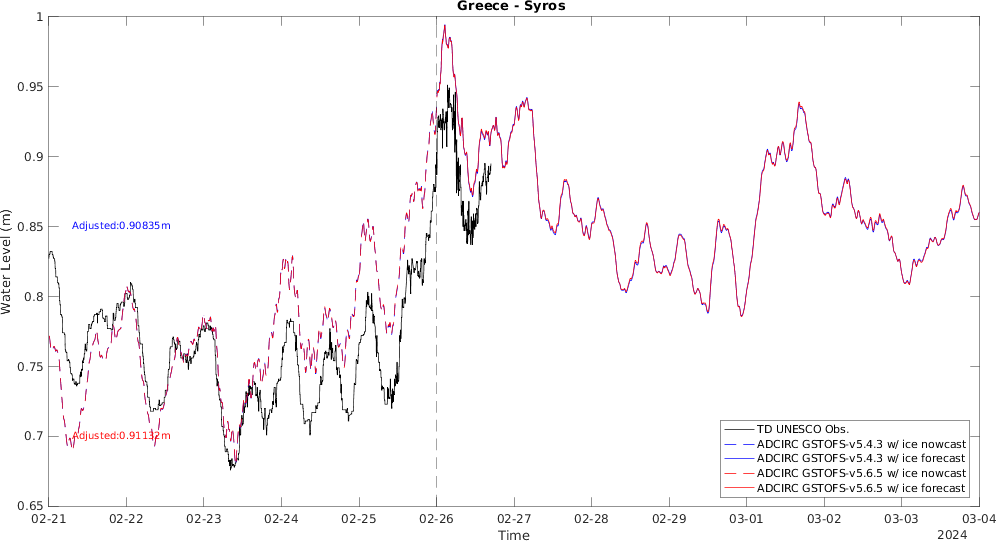 Greece - Syros
1
0.95
0.9
0.85
0.8
0.75
0.7
0.65
Water Level (m)
Adjusted:0.90835m
Adjusted:0.91132m
TD UNESCO Obs.
ADCIRC GSTOFS-v5.4.3 w/ ice nowcast
ADCIRC GSTOFS-v5.4.3 w/ ice forecast
ADCIRC GSTOFS-v5.6.5 w/ ice nowcast
ADCIRC GSTOFS-v5.6.5 w/ ice forecast
02-21 02-22 02-23 02-24 02-25 02-26 02-27 02-28 02-29 03-01 03-02 03-03 03-04
Time
2024